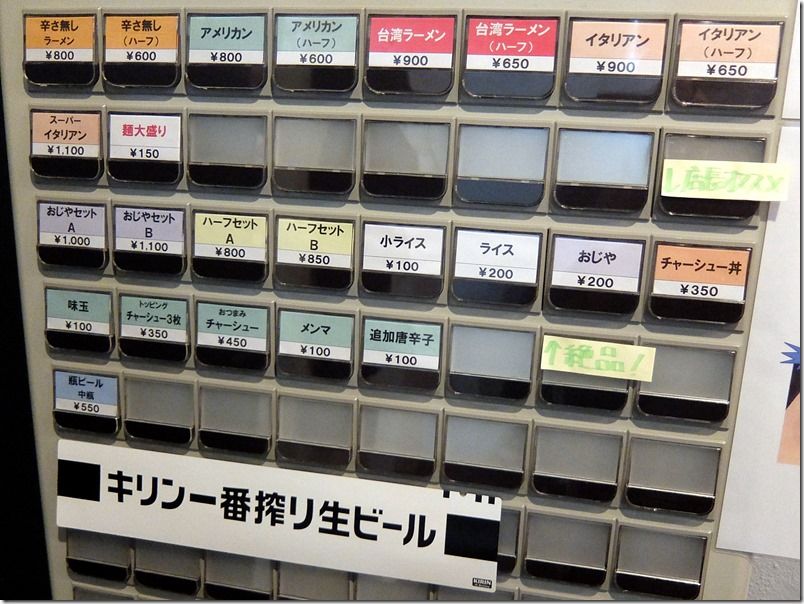 辛さ無し
ラーメン
¥800
辛さ無し
(ハーフ)
¥600
アメリカン
¥800
アメリカン
(ハーフ)
¥600
台湾ラーメン
¥900
台湾ラーメン
(ハーフ)
¥650
イタリアン
¥900
イタリアン
(ハーフ)
¥650
スーパー
イタリアン
¥1.100
麺大盛り
¥150
おじやセット
A
¥1.000
おじやセット
B
¥1.100
ハーフセット
A
¥800
ハーフセット
B
¥850
小ライス
¥100
ライス
¥200
おじや
¥200
チャーシュー丼
¥350
味玉
¥100
トッピング
チャーシュー3枚
¥350
おつまみ
チャーシュー
¥450
メンマ
¥100
追加唐辛子
¥100
↑絶品!
瓶ビール
中瓶
¥550
キリン一番搾り生ビール
KIRIN